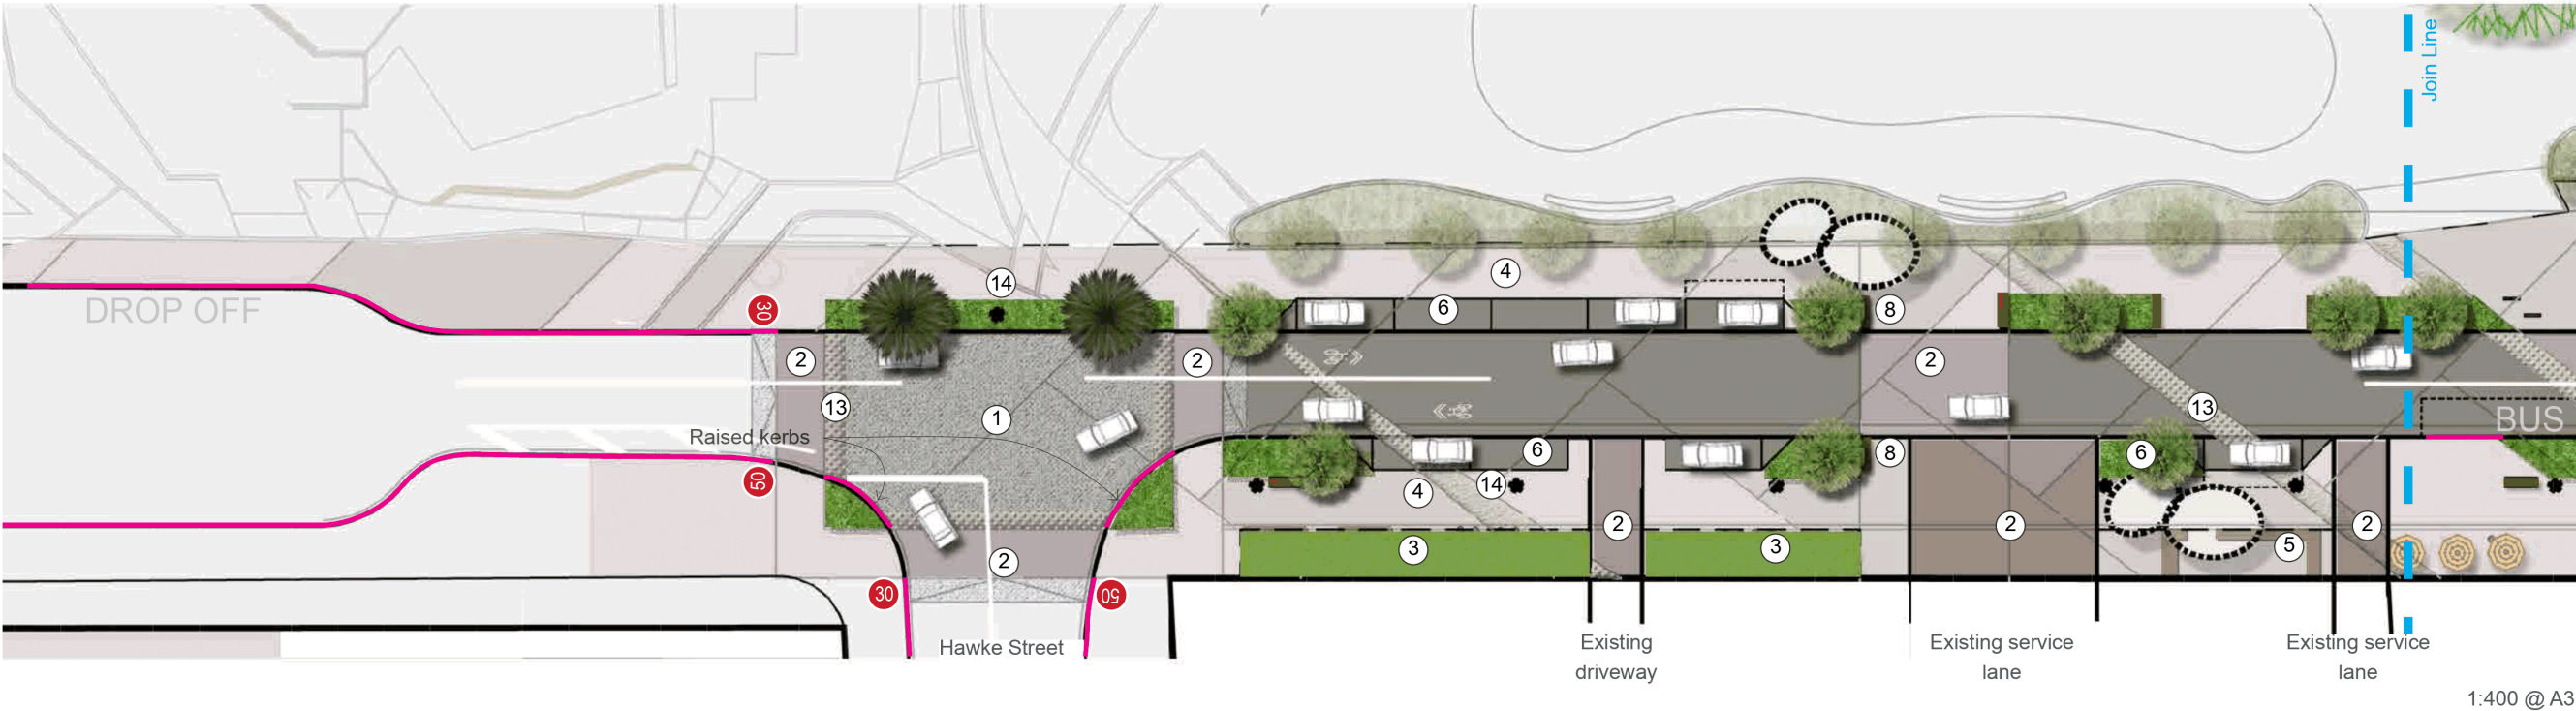 Join Line
4
14
DROP OFF
30
6
8
2
2
2
13
1
13
BUS
Raised kerbs
6
8
6
50
4
14
2
2
2
3
3
5
2
30
50
Hawke Street
Existing
driveway
Existing service
lane
Existing service
lane
1:400 @ A3